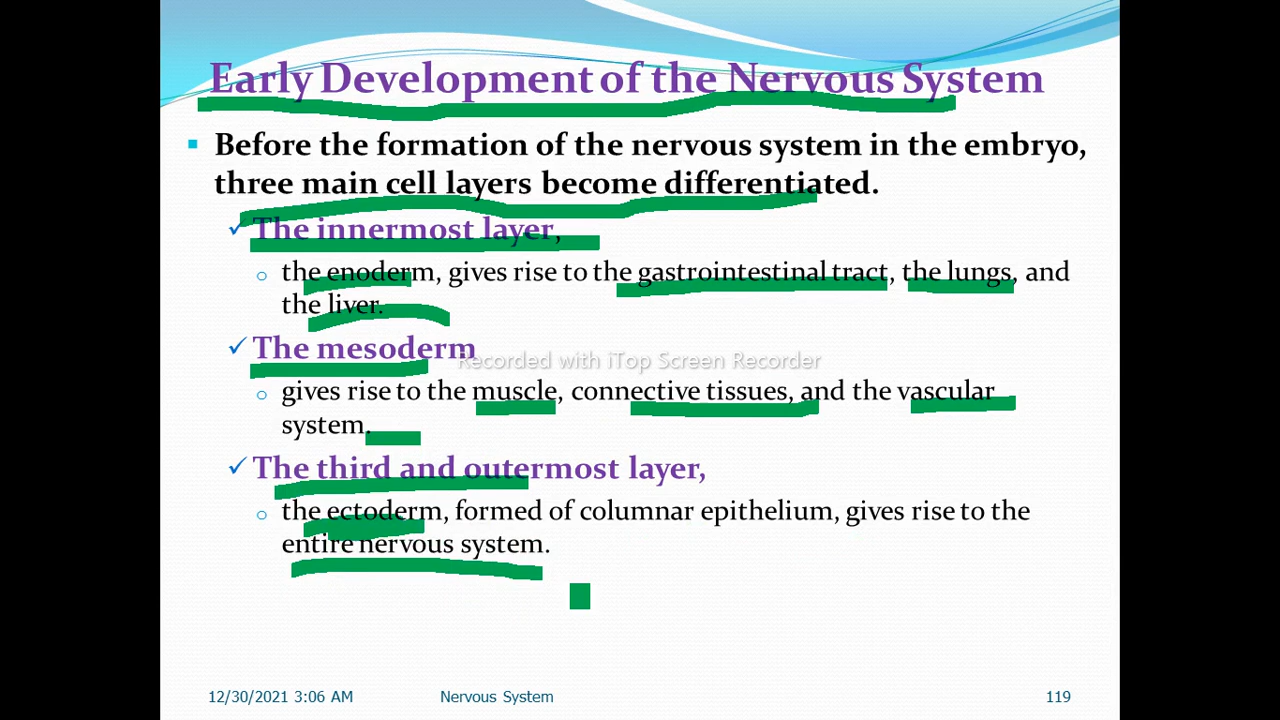 Early Development of the Nervous System
Before the formation of the nervous system in the embryo,
three main cell layers become differentiated.
The innermost layer,
the enoderm, gives rise to the gastrointestinal tract, the lungs, and
the liver.
The mesoderm
Recorded with iTop Screen Recorder
gives rise to the muscle, connective tissues, and the vascular
system.
The third and outermost layer,
the ectoderm, formed of columnar epithelium, gives rise to the
entire nervous system.
12/30/2021 3:06 AM Nervous System 119